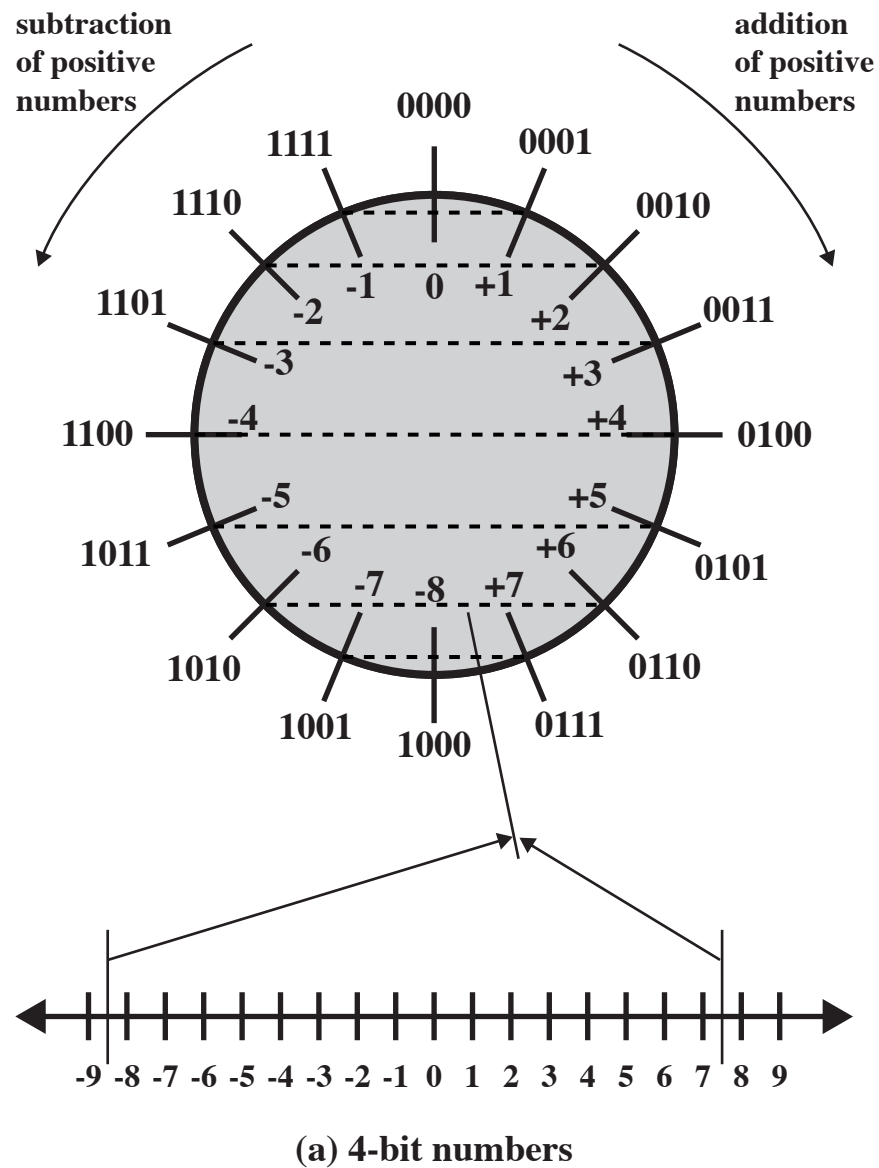 subtraction
of positive
numbers
addition
of positive
numbers
0000
1111
0001
1110
0010
-1 0 +1
1101
-2
+2
0011
-3
+3
1100
-4
+4
0100
-5
+5
1011
-6
+6
0101
-7 -8 +7
1010
0110
1001
0111
1000
-9 -8 -7 -6 -5 -4 -3 -2 -1 0 1 2 3 4 5 6 7 8 9
(a) 4-bit numbers